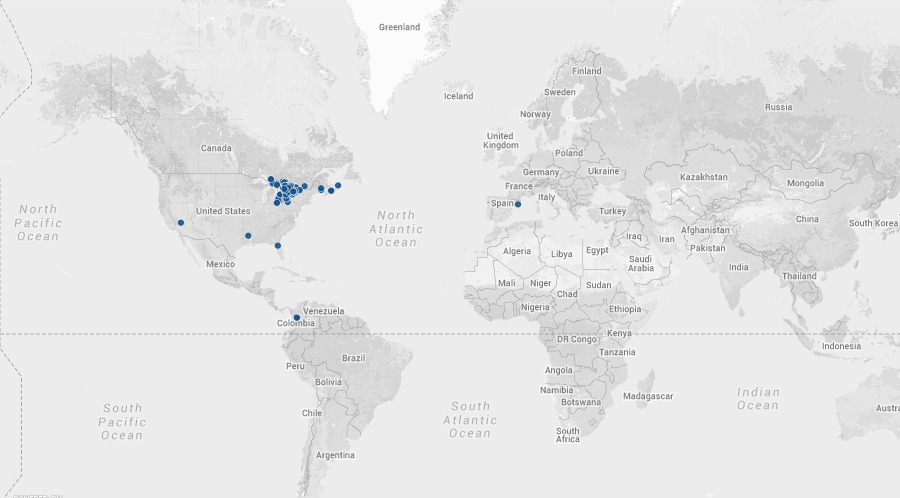 Greenland
Finland
Iceland
Sweden
Russia
Norway
United
Kingdom
Canada
Poland
Germany
Ukraine
Kazakhstan
Mongolia
France
Italy
Spain
North
Pacific
Ocean
United States
North
Atlantic
Ocean
Turkey
China
South Korea
Afghanistan
Iraq
Iran
Pakistan
Algeria
Libya
Egypt
Saudi
Arabia
India
Mexico
Thailand
Mali
Niger
Chad
Sudan
Nigeria
Ethiopia
Venezuela
Colombia
DR Congo
Kenya
Tanzania
Indonesia
Peru
Brazil
Bolivia
Angola
Namibia
Botswana
Madagascar
Indian
Ocean
Austra
South
Pacific
Ocean
Chile
South
Atlantic
Ocean
South
Africa
Argentina